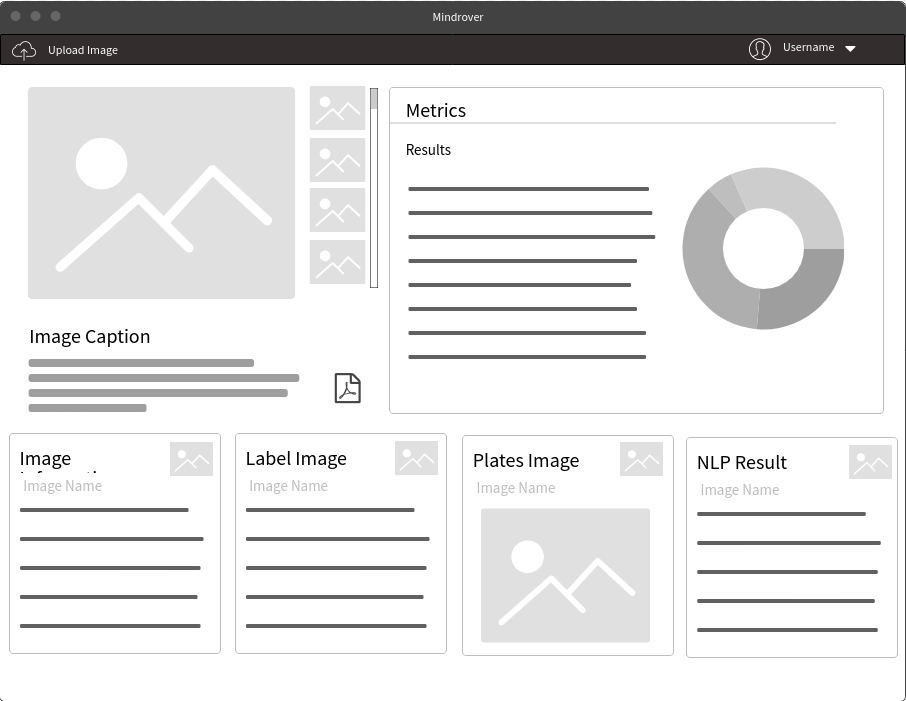 Mindrover
Upload Image
Username
Metrics
Results
Image Caption
Image
Image Name
Label Image
Image Name
Plates Image
Image Name
NLP Result
Image Name